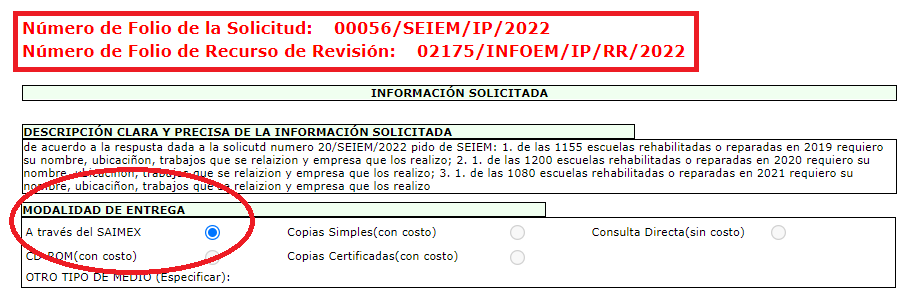 Número de Folio de la Solicitud: 00056/SEIEM/IP/2022
Número de Folio de Recurso de Revisión: 02175/INFOEM/IP/RR/2022
INFORMACIÓN SOLICITADA
DESCRIPCIÓN CLARA Y PRECISA DE LA INFORMACIÓN SOLICITADA
de acuerdo a la respusta dada a la solicutd numero 20/SEIEM/2022 pido de SEIEM: 1. de las 1155 escuelas rehabilitadas o reparadas en 2019 requiero
su nombre, ubicacíñon, trabajos que se relaizion y empresa que los realizo; 2. 1. de las 1200 escuelas rehabilitadas o reparadas en 2020 requiero su
nombre, ubicaciñon, trabajos que se relaizion y empresa que los realizo; 3. 1. de las 1080 escuelas rehabilitadas o reparadas en 2021 requiero su
nombre, ubicaciñon, trabajos que se relaizion y empresa que los realizo
MODALIDAD DE ENTREGA
A través del SAIMEX Copias Simples(con costo) Consulta Directa(sin costo)
CD-ROM(con costo) Copias Certificadas(con costo)
OTRO TIPO DE MEDIO (Especificar):